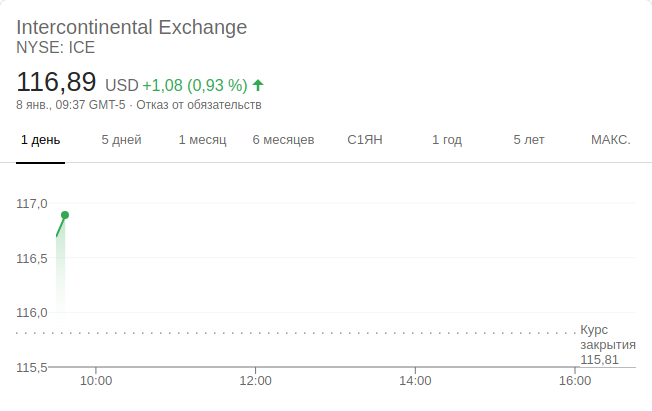 Intercontinental Exchange
NYSE: ICE
116,89 USD +1,08 (0,93 %)
8 янв., 09:37 GMT-5 · Отказ от обязательств
1 день 5 дней 1 месяц 6 месяцев С1ЯН 1 год 5 лет МАКС.
117,0
116,5
116,0
Курс
закрытия
115,81
115,5
10:00 12:00 14:00 16:00